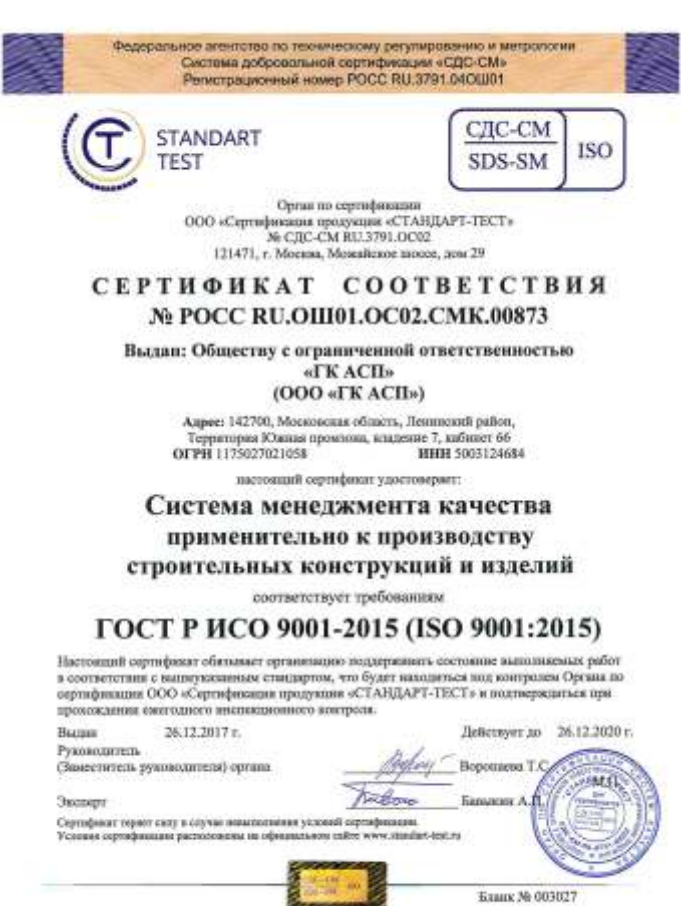 Федеральное агентство по техническому регулированию и метрологии
Система добровольной сертификации «СДС-СМ»
Регистрационный номер РОСС RU.3791.04ОШ01
STANDART
TEST
СДС-СМ
SDS-SM
ISO
Орган по сертификации
ООО «Сертификация продукции «СТАНДАРТ-ТЕСТ»
№ СДС-СМ RU.3791.ОС02
121471, г. Москва, Можайское шоссе, дом 29
СЕРТИФИКАТ СООТВЕТСТВИЯ
№ РОСС RU.ОШ01.ОС02.СМК.00873
Выдан: Обществу с ограниченной ответственностью
«ГК АСП»
(ООО «ГК АСП»)
Адрес: 142700, Московская область, Ленинский район,
Территория Южная промзона, владение 7, кабинет 66
ОГРН 1175027021058 ИНН 5003124684
настоящий сертификат удостоверяет:
Система менеджмента качества
применительно к производству
строительных конструкций и изделий
соответствует требованиям
ГОСТ Р ИСО 9001-2015 (ISO 9001:2015)
Настоящий сертификат обязывает организацию поддерживать состояние выполняемых работ
в соответствии с вышеуказанным стандартом, что будет находиться под контролем Органа по
сертификации ООО «Сертификация продукции «СТАНДАРТ-ТЕСТ» и подтверждаться при
прохождении ежегодного инспекционного контроля.
Выдан 26.12.2017 г. Действует до 26.12.2020 г.
Руководитель
(Заместитель руководителя) органа Воропаева Т.С.
Эксперт А.П.
Сертификат теряет силу в случае невыполнения условий сертификации.
Условия сертификации расположены на официальном сайте www.standart-test.ru
Бланк № 003027